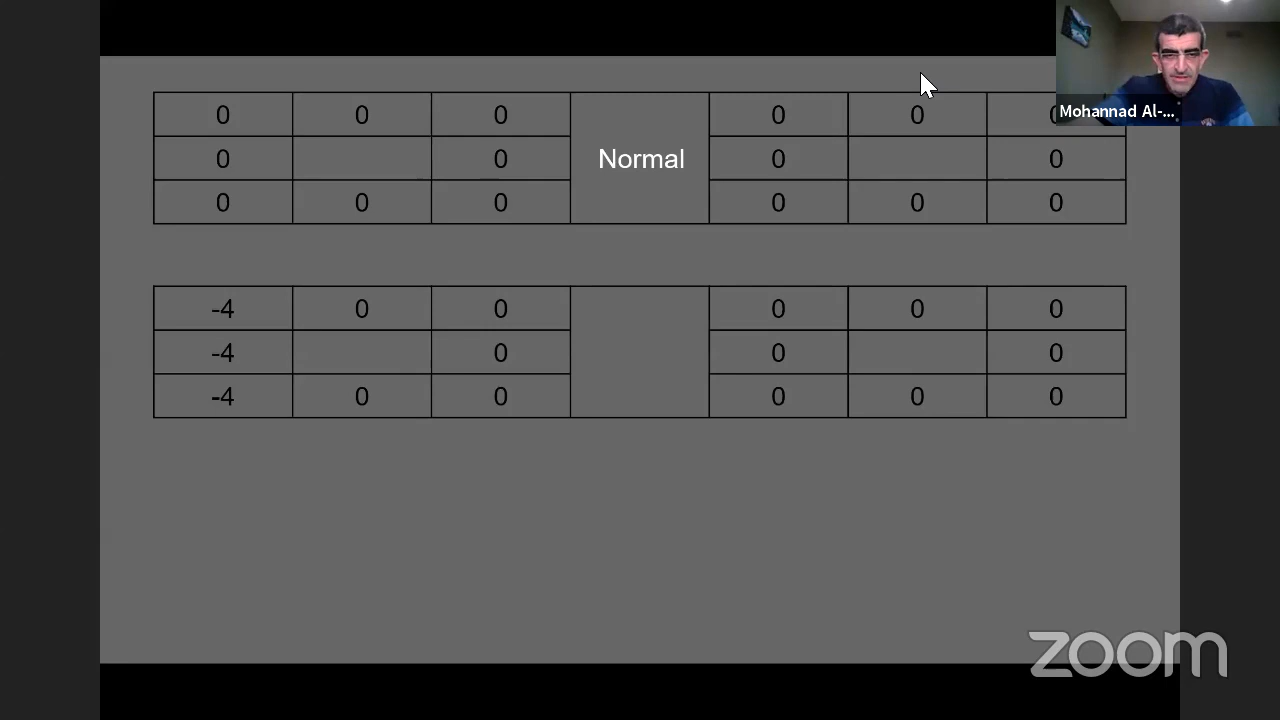 0 0 0 0 0 0
0 0 Normal 0 0
0 0 0 0 0 0
-4 0 0 0 0 0
-4 0 0 0
-4 0 0 0 0 0
Mohannad Al-...
zoom